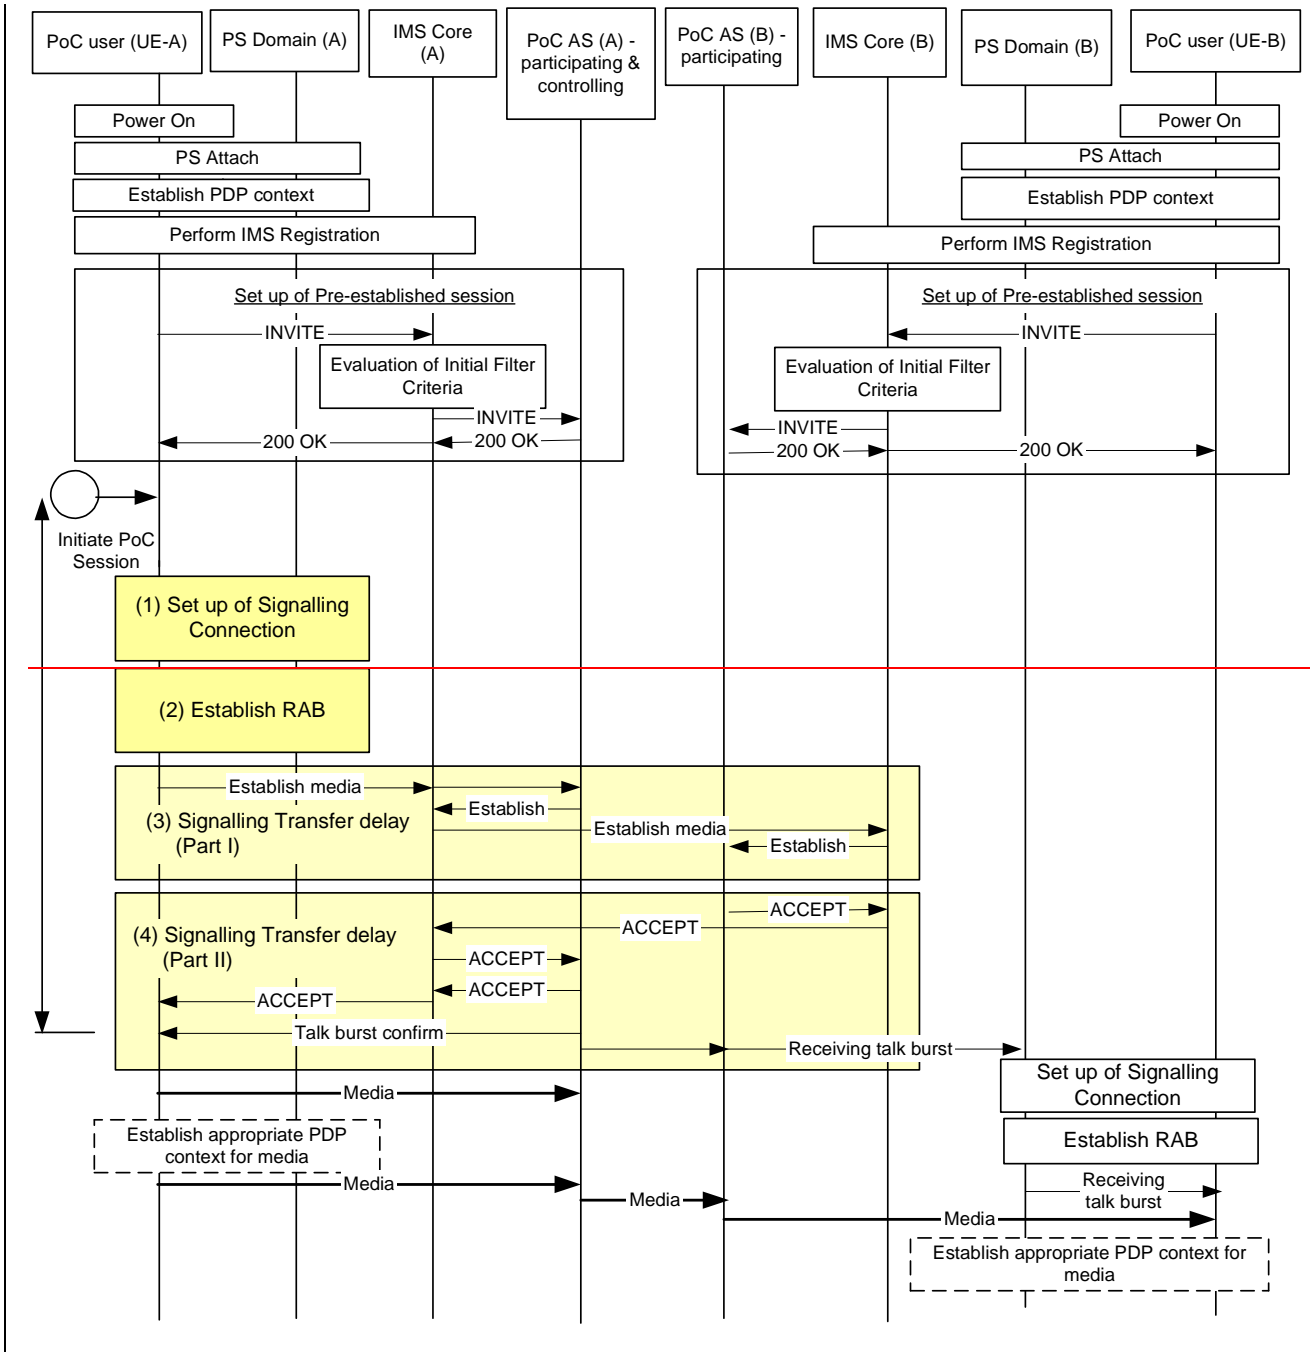 PoC user (UE-A)
PS Domain (A)
IMS Core
(A)
PoC AS (A) -
participating &
controlling
PoC AS (B) -
participating
IMS Core (B)
PS Domain (B)
PoC user (UE-B)
Power On
Power On
PS Attach
PS Attach
Establish PDP context
Establish PDP context
Perform IMS Registration
Perform IMS Registration
Set up of Pre-established session
Set up of Pre-established session
INVITE
INVITE
Evaluation of Initial Filter
Criteria
Evaluation of Initial Filter
Criteria
INVITE
INVITE
200 OK
200 OK
200 OK
200 OK
Initiate PoC
Session
(1) Set up of Signalling
Connection
(2) Establish RAB
Establish media
Establish
(3) Signalling Transfer delay
(Part I)
Establish media
Establish
ACCEPT
ACCEPT
(4) Signalling Transfer delay
(Part II)
ACCEPT
ACCEPT
ACCEPT
Talk burst confirm
Receiving talk burst
Set up of Signalling
Connection
Media
Establish appropriate PDP
context for media
Establish RAB
Media
Receiving
talk burst
Media
Media
Establish appropriate PDP context for
media